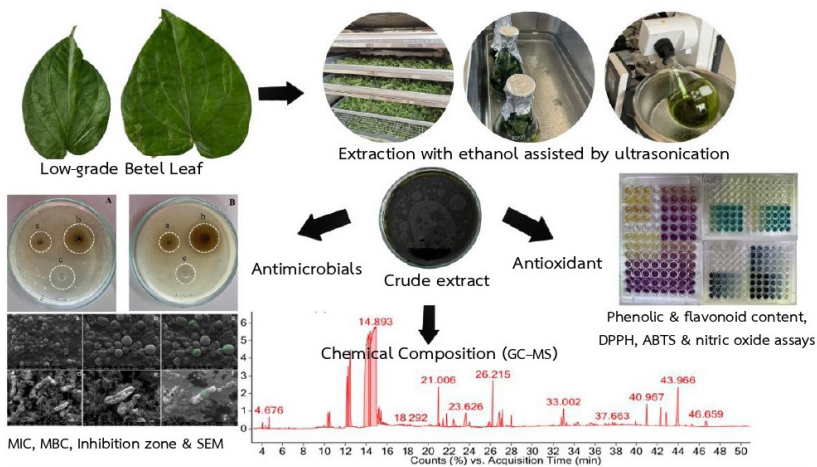 Low-grade Betel Leaf
Extraction with ethanol assisted by ultrasonication
A
B
a
b
c
a
b
c
Antimicrobials
Crude extract
Antioxidant
Phenolic & flavonoid content,
DPPH, ABTS & nitric oxide assays
Chemical Composition (GC-MS)
MIC, MBC, Inhibition zone & SEM
6
5
4
3
2
1
0
4.676
14.893
18.292
21.006
23.626
26.215
33.002
37.663
40.967
43.966
46.659
4 6 8 10 12 14 16 18 20 22 24 26 28 30 32 34 36 38 40 42 44 46 48 50
Counts (%) vs. Acquisition Time (min)